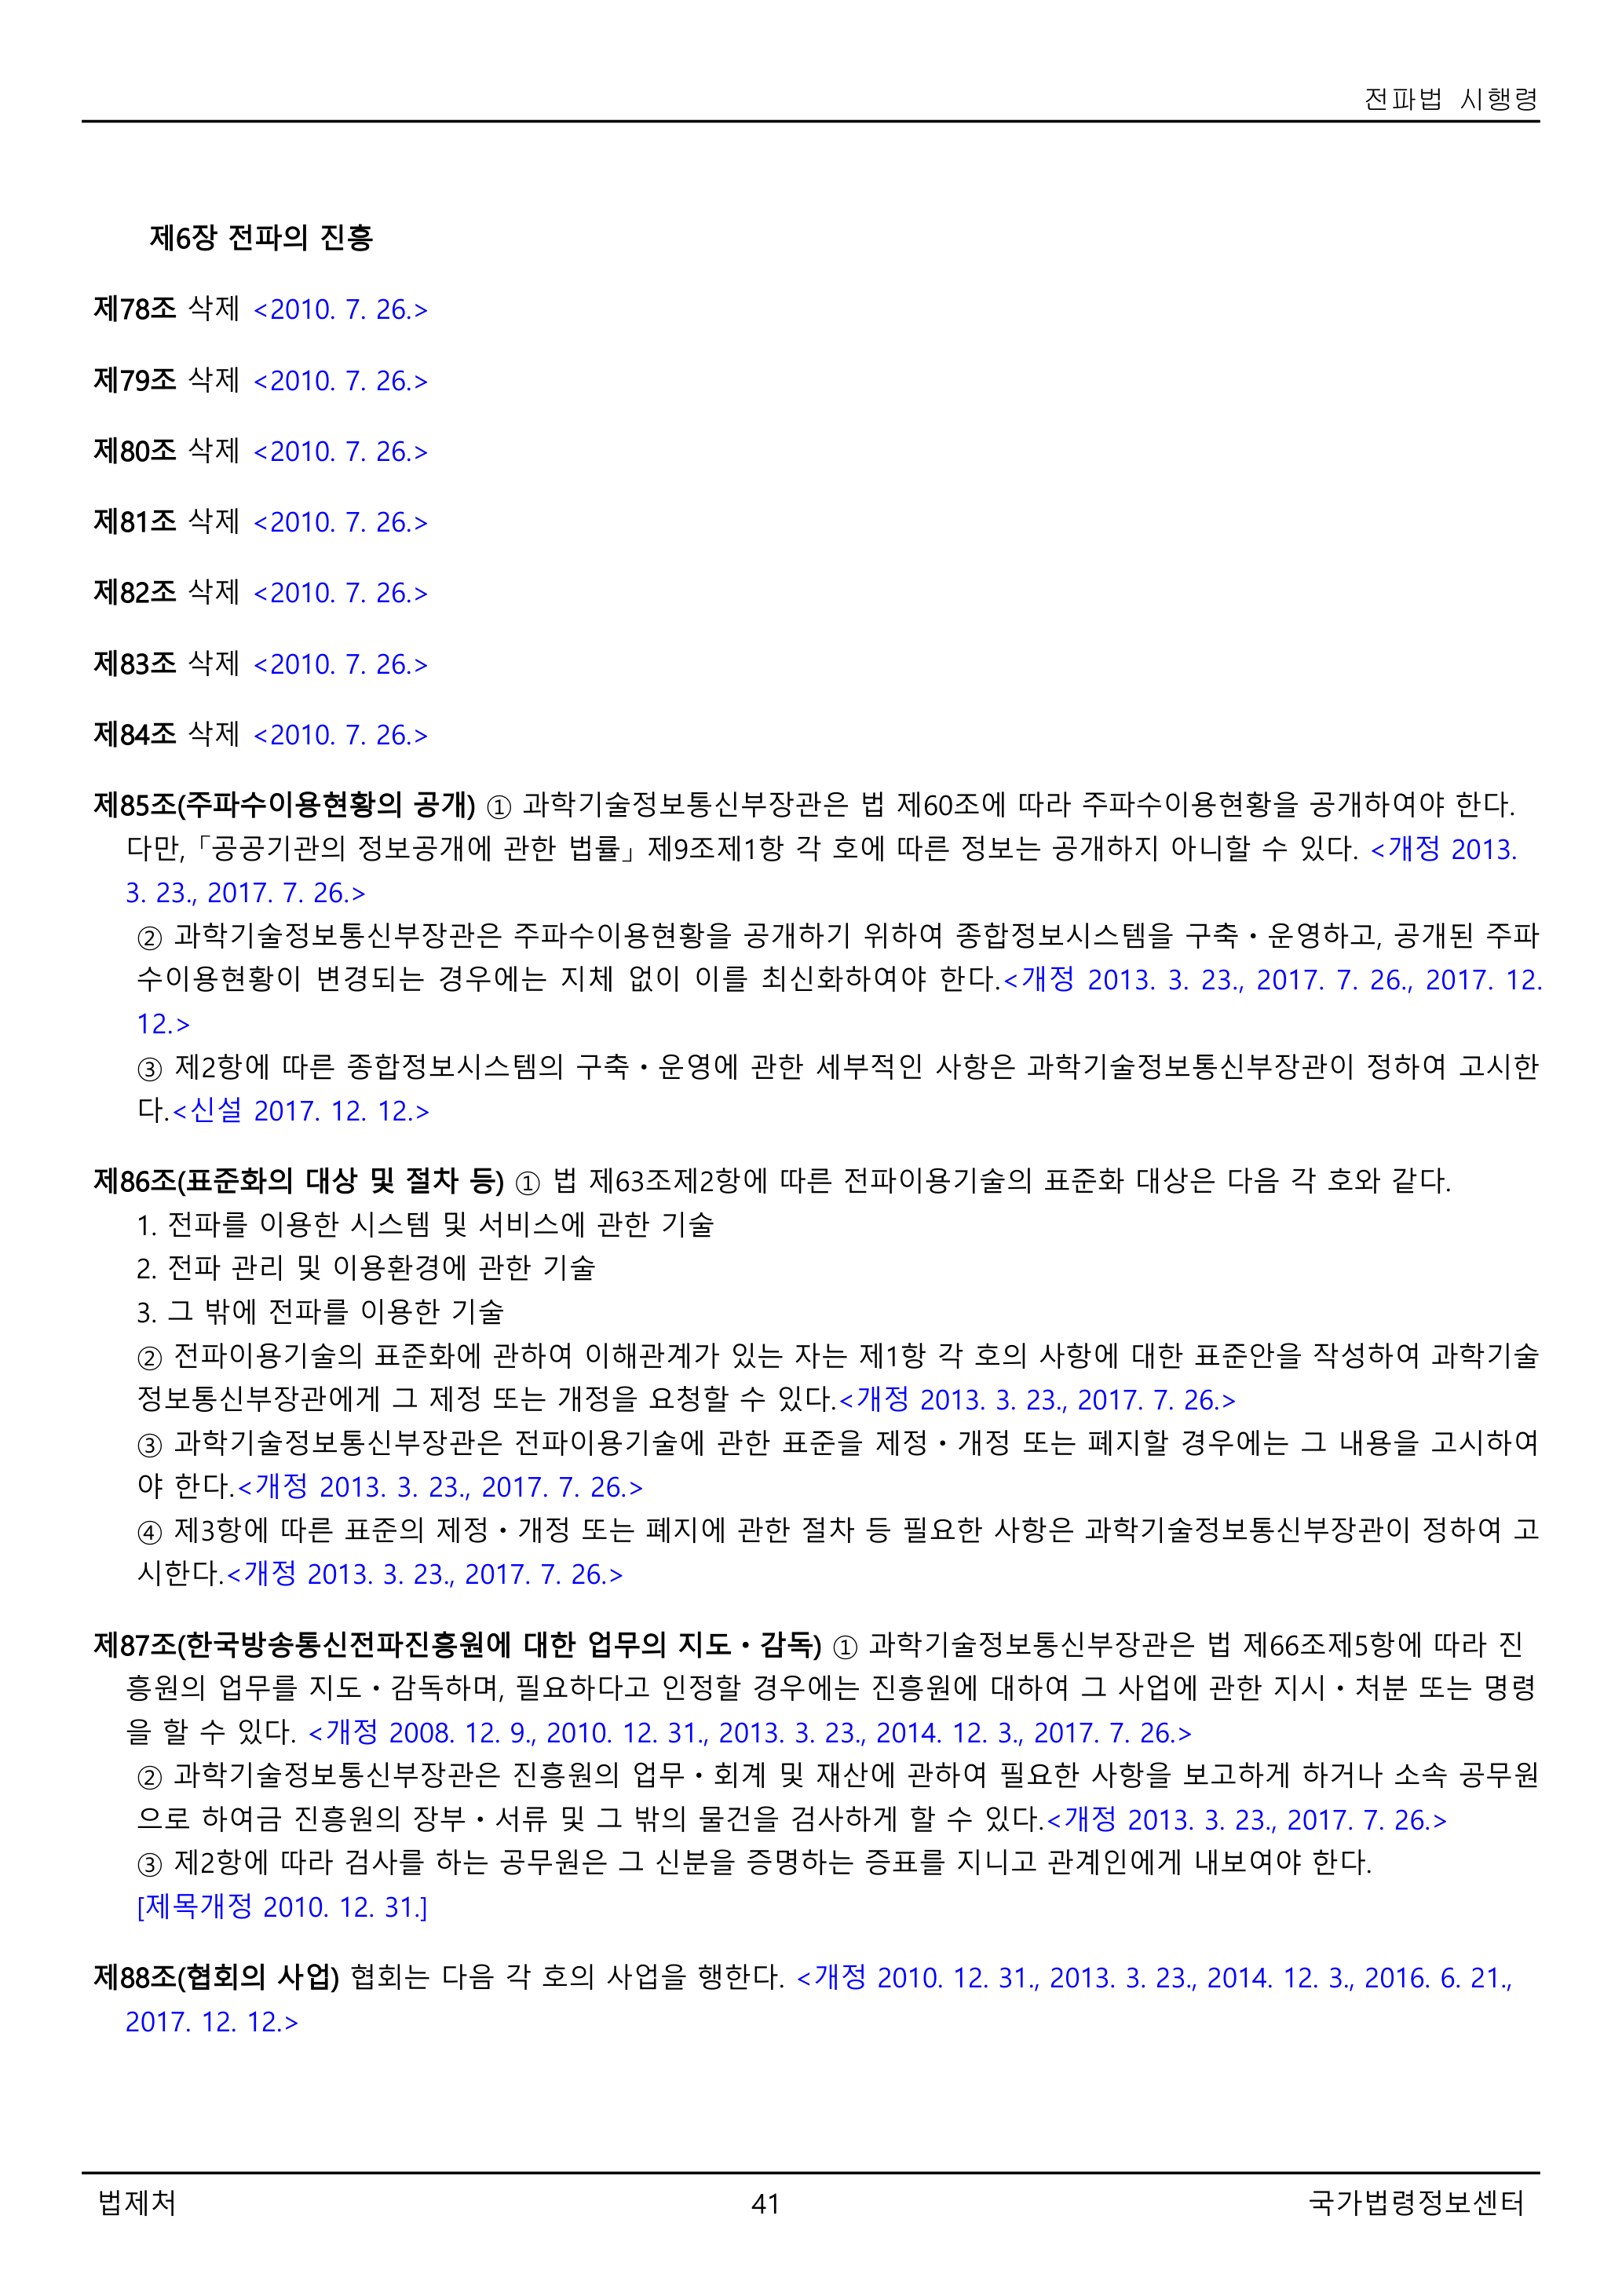 전파법 시행령
제6장 전파의 진흥
제78조 삭제 <2010. 7. 26.>
제79조 삭제 <2010. 7. 26.>
제80조 삭제 <2010. 7. 26.>
제81조 삭제 <2010. 7. 26.>
제82조 삭제 <2010. 7. 26.>
제83조 삭제 <2010. 7. 26.>
제84조 삭제 <2010. 7. 26.>
제85조(주파수이용현황의 공개) ① 과학기술정보통신부장관은 법 제60조에 따라 주파수이용현황을 공개하여야 한다.
다만,「공공기관의 정보공개에 관한 법률」제9조제1항 각 호에 따른 정보는 공개하지 아니할 수 있다. <개정 2013.
3. 23., 2017. 7. 26.>
② 과학기술정보통신부장관은 주파수이용현황을 공개하기 위하여 종합정보시스템을 구축ㆍ운영하고, 공개된 주파
수이용현황이 변경되는 경우에는 지체 없이 이를 최신화하여야 한다.<개정 2013. 3. 23., 2017. 7. 26., 2017. 12.
12.>
③ 제2항에 따른 종합정보시스템의 구축ㆍ운영에 관한 세부적인 사항은 과학기술정보통신부장관이 정하여 고시한
다.<신설 2017. 12. 12.>
제86조(표준화의 대상 및 절차 등) ① 법 제63조제2항에 따른 전파이용기술의 표준화 대상은 다음 각 호와 같다.
1. 전파를 이용한 시스템 및 서비스에 관한 기술
2. 전파 관리 및 이용환경에 관한 기술
3. 그 밖에 전파를 이용한 기술
② 전파이용기술의 표준화에 관하여 이해관계가 있는 자는 제1항 각 호의 사항에 대한 표준안을 작성하여 과학기술
정보통신부장관에게 그 제정 또는 개정을 요청할 수 있다.<개정 2013. 3. 23., 2017. 7. 26.>
③ 과학기술정보통신부장관은 전파이용기술에 관한 표준을 제정ㆍ개정 또는 폐지할 경우에는 그 내용을 고시하여
야 한다.<개정 2013. 3. 23., 2017. 7. 26.>
④ 제3항에 따른 표준의 제정ㆍ개정 또는 폐지에 관한 절차 등 필요한 사항은 과학기술정보통신부장관이 정하여 고
시한다.<개정 2013. 3. 23., 2017. 7. 26.>
제87조(한국방송통신전파진흥원에 대한 업무의 지도ㆍ감독) ① 과학기술정보통신부장관은 법 제66조제5항에 따라 진
흥원의 업무를 지도ㆍ감독하며, 필요하다고 인정할 경우에는 진흥원에 대하여 그 사업에 관한 지시ㆍ처분 또는 명령
을 할 수 있다. <개정 2008. 12. 9., 2010. 12. 31., 2013. 3. 23., 2014. 12. 3., 2017. 7. 26.>
② 과학기술정보통신부장관은 진흥원의 업무ㆍ회계 및 재산에 관하여 필요한 사항을 보고하게 하거나 소속 공무원
으로 하여금 진흥원의 장부ㆍ서류 및 그 밖의 물건을 검사하게 할 수 있다.<개정 2013. 3. 23., 2017. 7. 26.>
③ 제2항에 따라 검사를 하는 공무원은 그 신분을 증명하는 증표를 지니고 관계인에게 내보여야 한다.
[제목개정 2010. 12. 31.]
제88조(협회의 사업) 협회는 다음 각 호의 사업을 행한다. <개정 2010. 12. 31., 2013. 3. 23., 2014. 12. 3., 2016. 6. 21.,
2017. 12. 12.>
법제처
41
국가법령정보센터